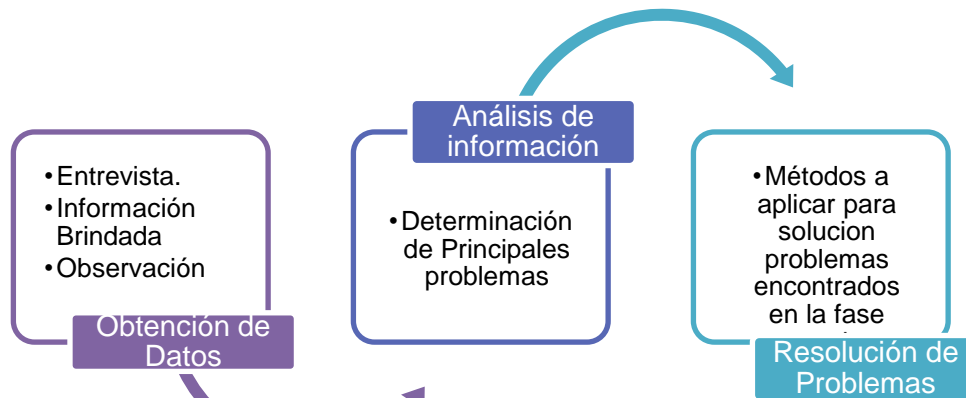 •Entrevista.
•Información
Brindada
•Observación
Obtención de
Datos
Análisis de
información
•Determinación
de Principales
problemas
•Métodos a
aplicar para
solucion
problemas
encontrados
en la fase
Resolución de
Problemas